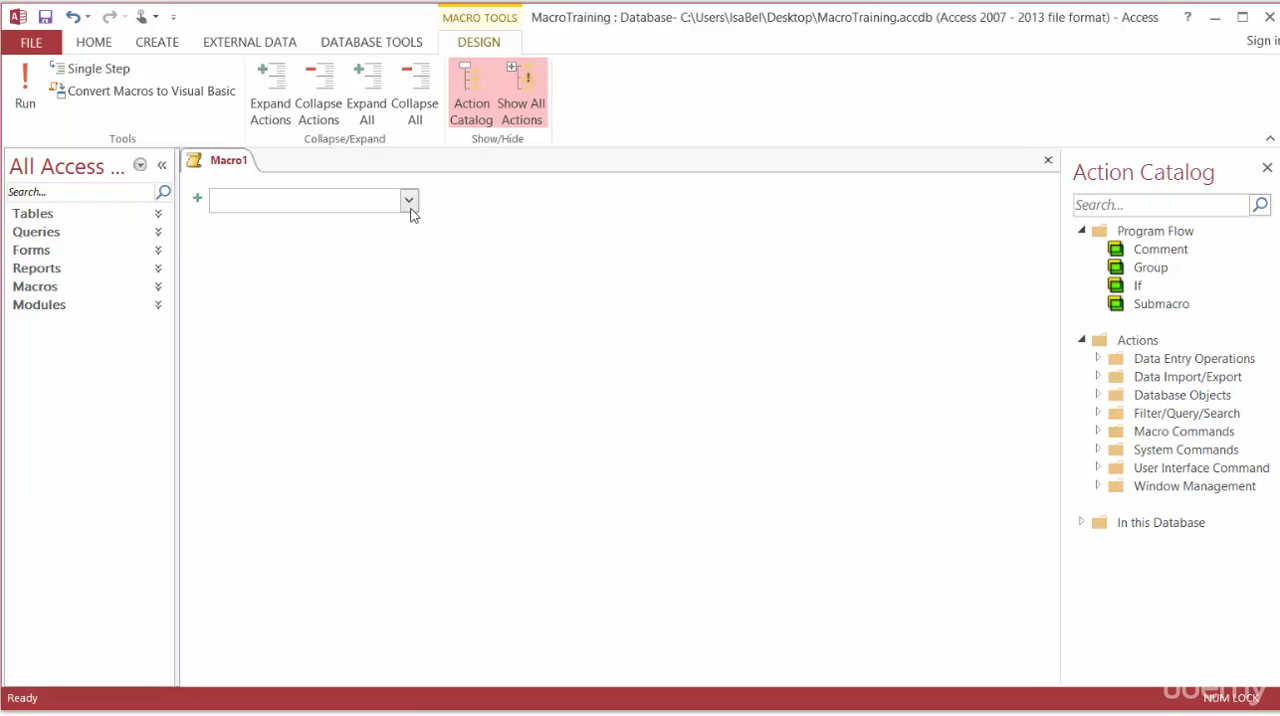 MACRO TOOLS
MacroTraining : Database- C:\Users\IsaBel\Desktop\MacroTraining.accdb (Access 2007 - 2013 file format) - Access
?
FILE
HOME
CREATE
EXTERNAL DATA
DATABASE TOOLS
DESIGN
Sign in
Run
Single Step
Convert Macros to Visual Basic
Tools
Expand Actions
Collapse Actions
Expand All
Collapse All
Collapse/Expand
Action Catalog
Show All Actions
Show/Hide
All Access ...
Search...
Tables
Queries
Forms
Reports
Macros
Modules
Macro1
Action Catalog
Search...
Program Flow
Comment
Group
If
Submacro
Actions
Data Entry Operations
Data Import/Export
Database Objects
Filter/Query/Search
Macro Commands
System Commands
User Interface Command
Window Management
In this Database
Ready
udemy
NUM LOCK